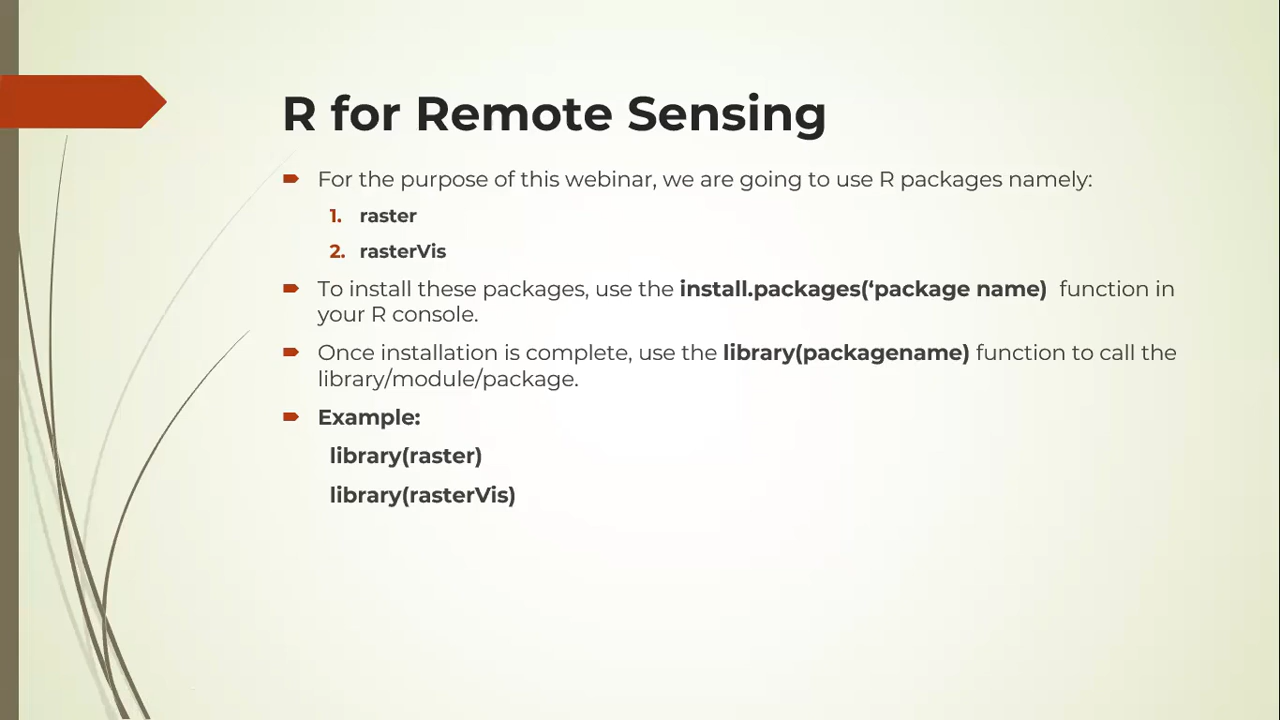 R for Remote Sensing
For the purpose of this webinar, we are going to use R packages namely:
1. raster
2. rasterVis
To install these packages, use the install.packages(‘package name) function in
your R console.
Once installation is complete, use the library(packagename) function to call the
library/module/package.
Example:
library(raster)
library(rasterVis)